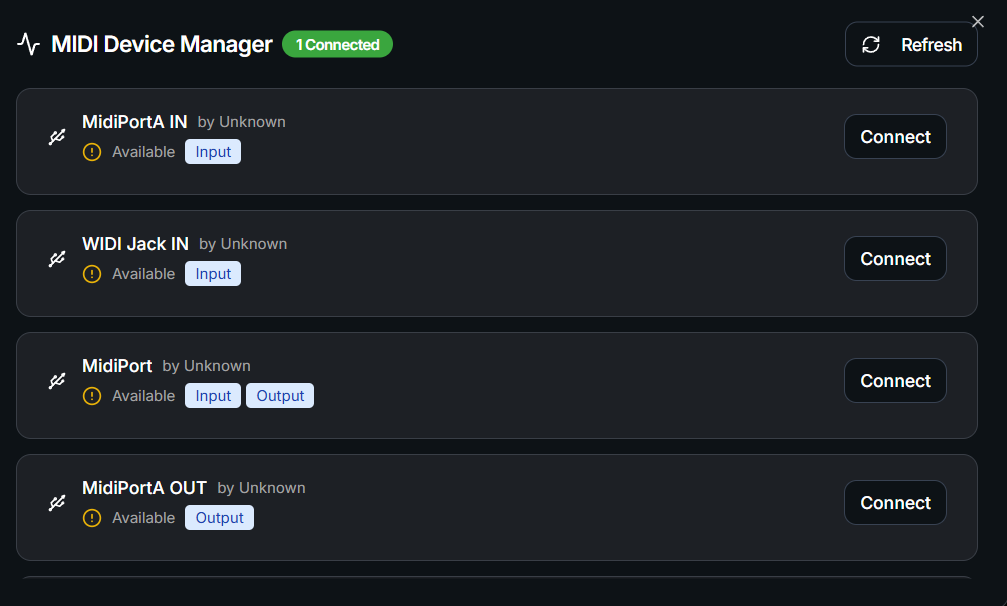 MIDI Device Manager 1 Connected Refresh
MidiPortA IN by Unknown
Available Input
Connect
WIDI Jack IN by Unknown
Available Input
Connect
MidiPort by Unknown
Available Input Output
Connect
MidiPortA OUT by Unknown
Available Output
Connect